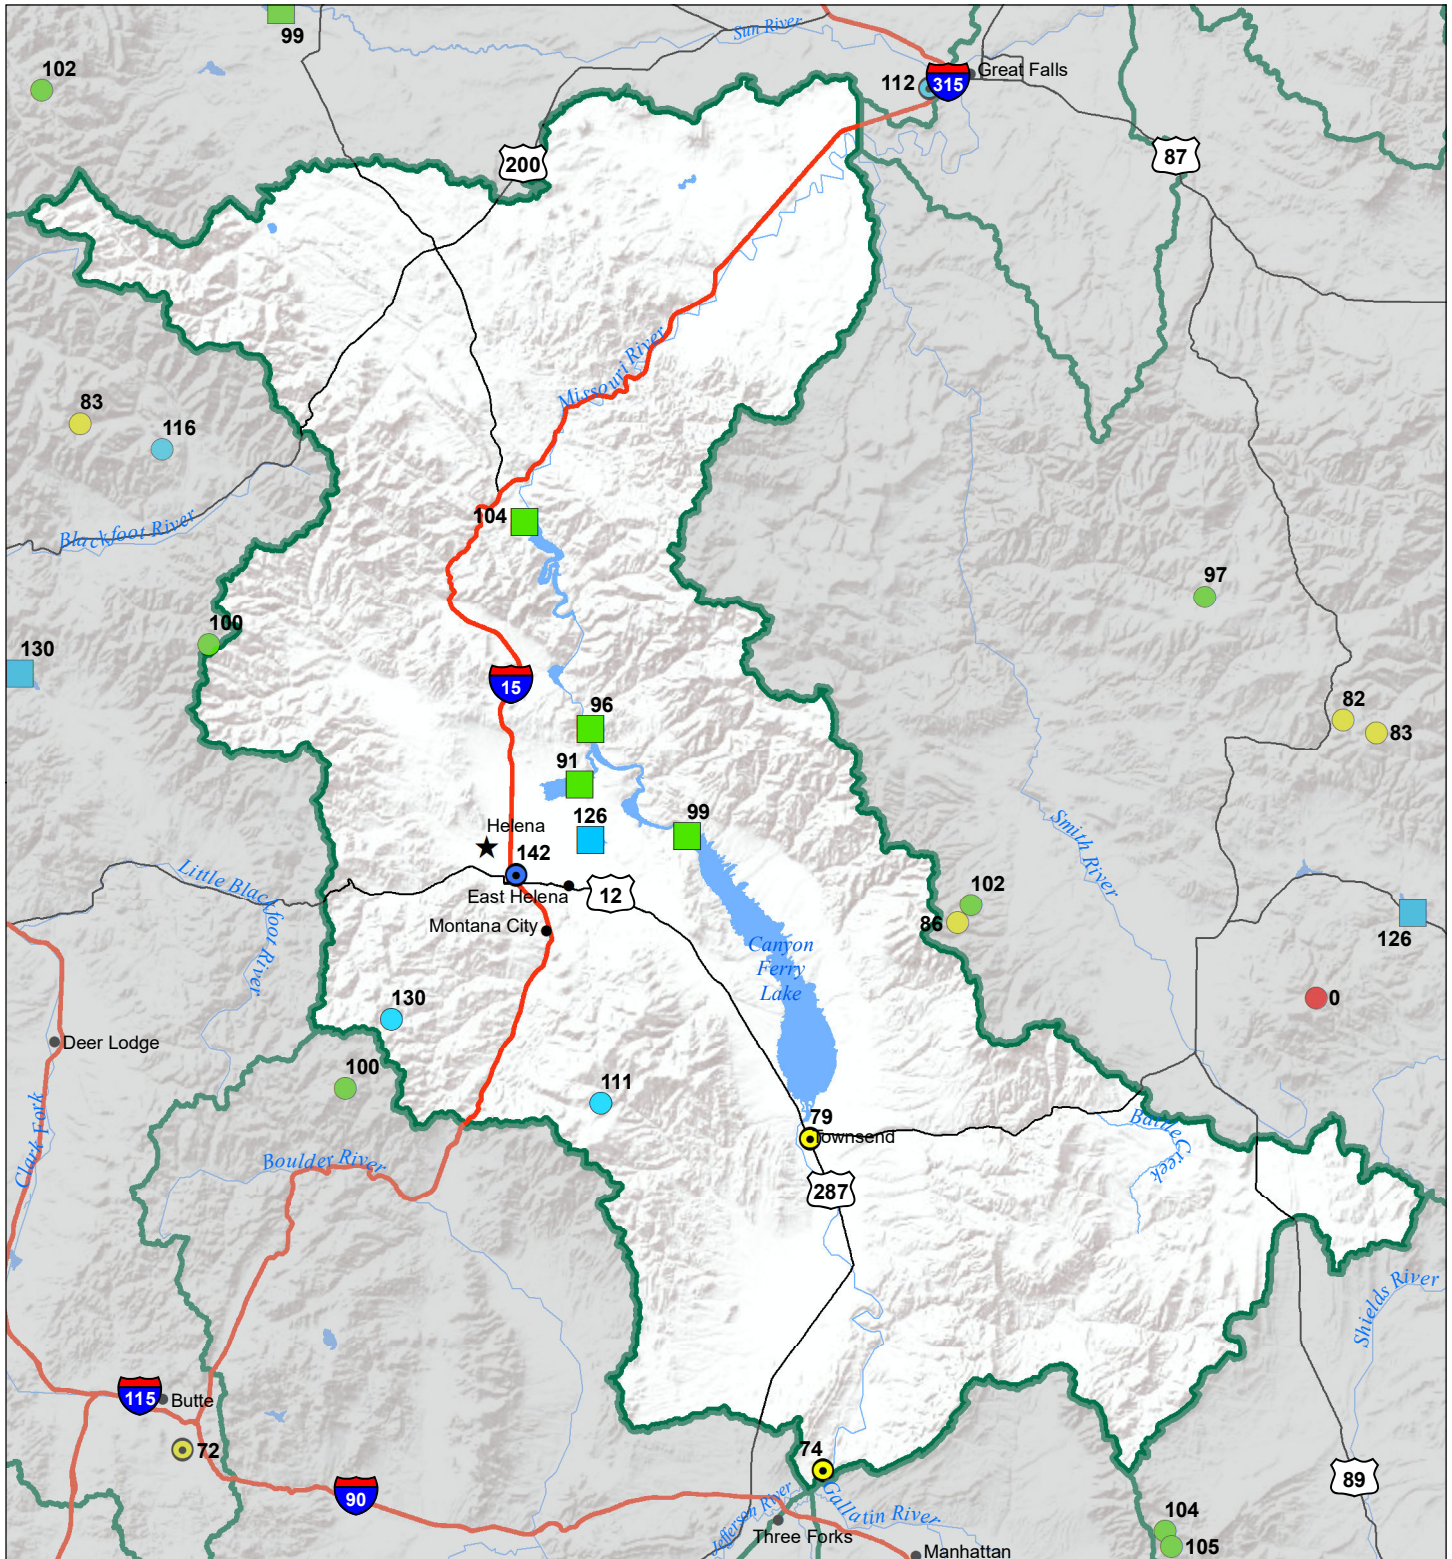 99
Sun River
102
112
315
Great Falls
200
87
Missouri River
83
116
104
Blackfoot River
97
100
130
15
96
82
83
91
126
99
Helena
142
Smith River
Little Blackfoot River
East Helena
12
102
86
Montana City
126
Canyon
Ferry
Lake
0
130
Deer Lodge
100
111
79
Townsend
Battle Creek
Clark Fork
Boulder River
287
Shields River
115
Butte
72
74
90
89
Jefferson River
Gallatin River
104
Three Forks
105
Manhattan